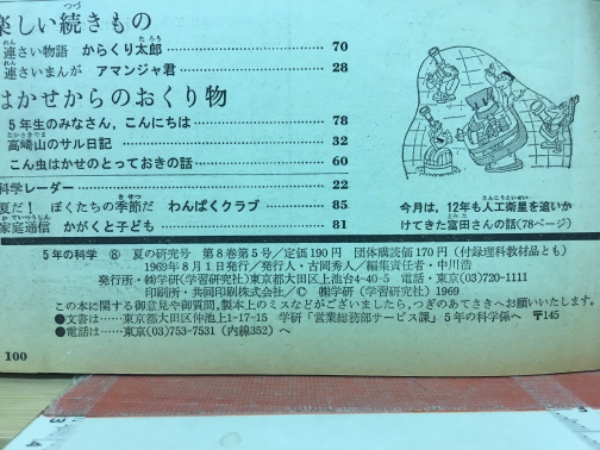 楽しい続きもの
連さい物語 からくり太郎 70
連さいまんが アマンジャ君 28
はかせからのおくり物
5年生のみなさん，こんにちは 78
高崎山のサル日記 32
こん虫はかせのとっておきの話 60
科学レーダー 22
夏だ！ ぼくたちの季節だ わんぱくクラブ 85
家庭通信 かがくと子ども 81
今月は，12年も人工衛星を追いか
けてきた富田さんの話(78ページ)
5年の科学 ⑧ 夏の研究号 第8巻第5号／定価190円 団体購読価170円（付録理科教材品とも）
1969年8月1日発行／発行人・古岡秀人／編集責任者・中川浩
発行所・㈱学研(学習研究社)東京都大田区上池台4-40-5 電話・東京(03)720-1111
印刷所・共同印刷株式会社／© ㈱学研(学習研究社) 1969
この本に関する御意見や御質問，製本上のミスなどがございましたら，つぎのあてさきへお願いいたします。
●文書は……東京都大田区仲池上1-17-15 学研「営業総務部サービス課」5年の科学係へ 〒145
●電話は……東京(03)753-7531（内線352）へ
100